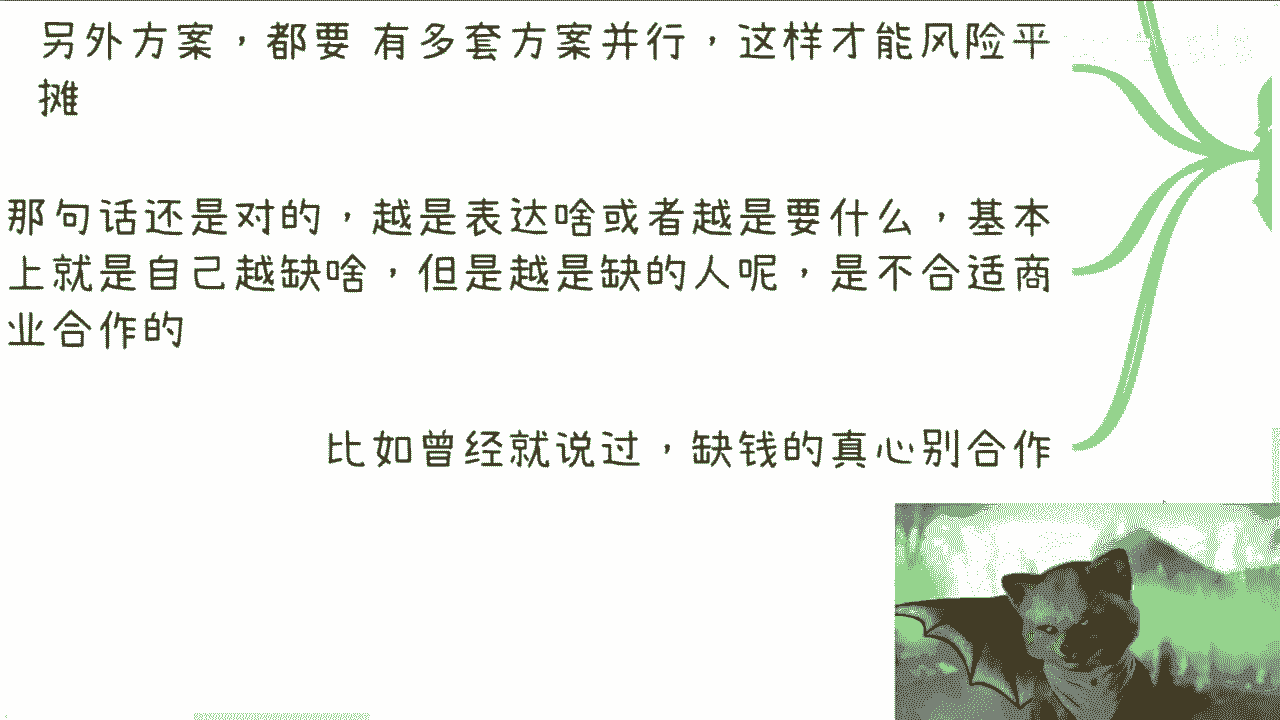 另外方案，都要 有多套方案并行，这样才能风险平
摊
那句话还是对的，越是表达啥或者越是要什么，基本
上就是自己越缺啥，但是越是缺的人呢，是不合适商
业合作的
比如曾经就说过，缺钱的真心别合作